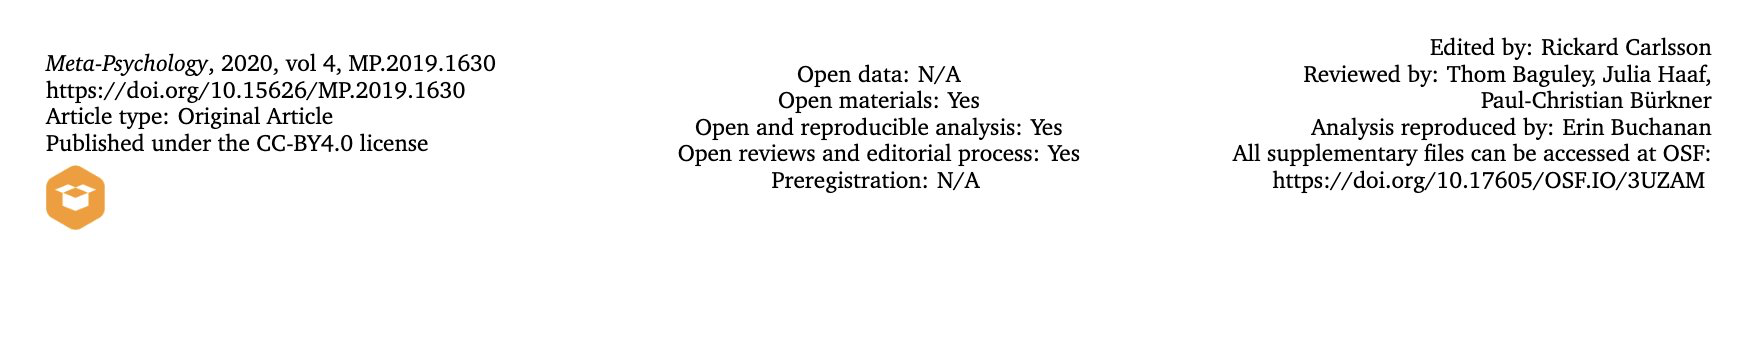 Meta-Psychology, 2020, vol 4, MP.2019.1630
https://doi.org/10.15626/MP.2019.1630
Article type: Original Article
Published under the CC-BY4.0 license
Open data: N/A
Open materials: Yes
Open and reproducible analysis: Yes
Open reviews and editorial process: Yes
Preregistration: N/A
Edited by: Rickard Carlsson
Reviewed by: Thom Baguley, Julia Haaf,
Paul-Christian Bürkner
Analysis reproduced by: Erin Buchanan
All supplementary files can be accessed at OSF:
https://doi.org/10.17605/OSF.IO/3UZAM